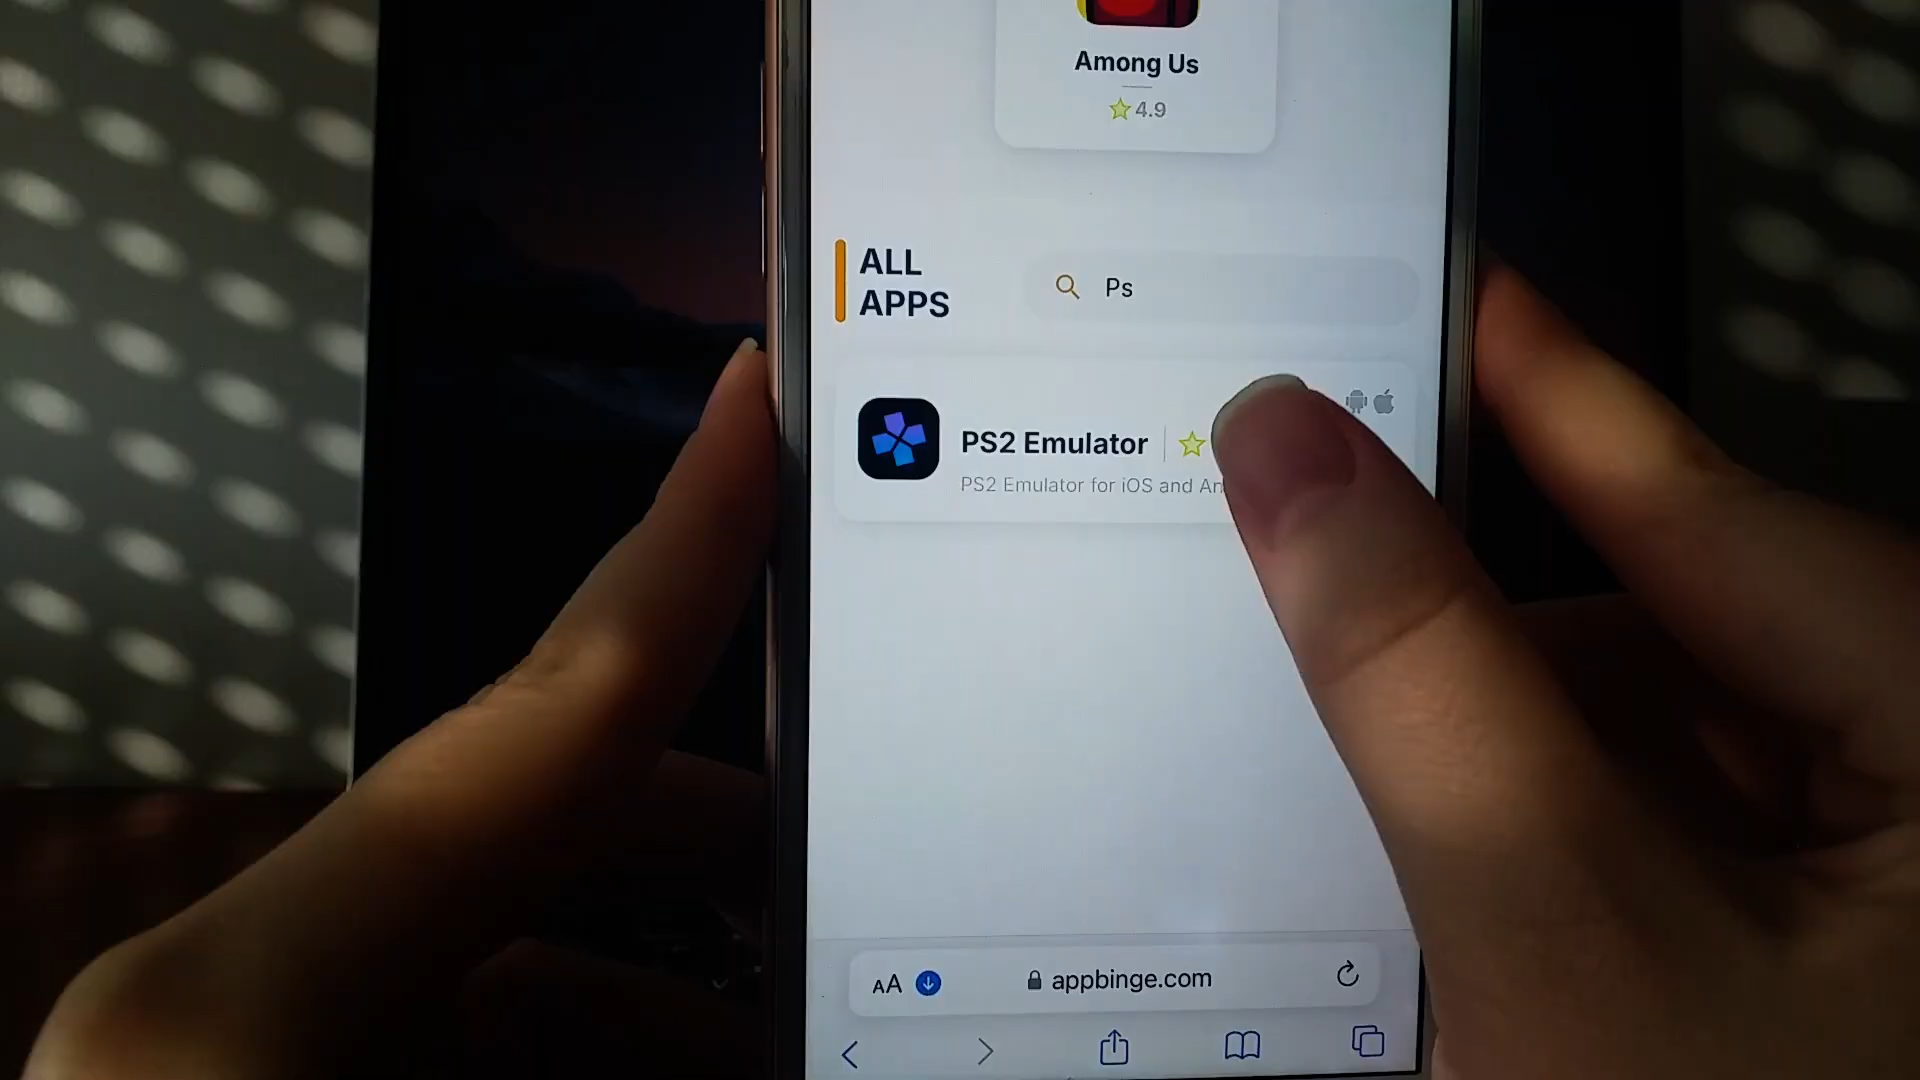 Among Us
4.9
ALL
APPS
Ps
PS2 Emulator
PS2 Emulator for iOS and An
AA
appbinge.com